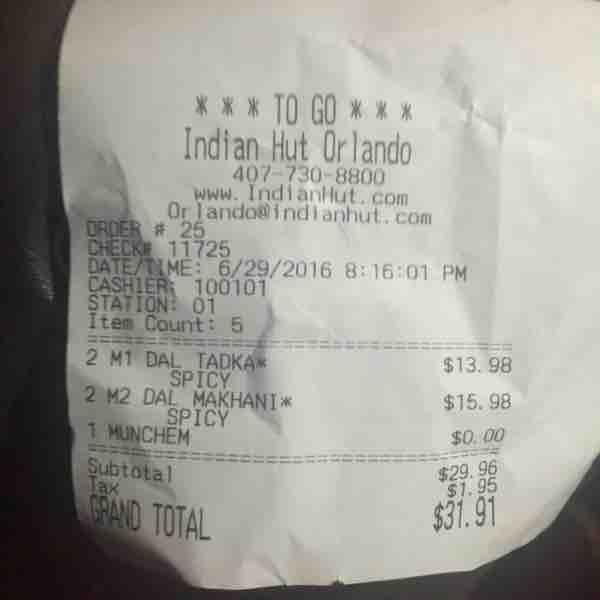 * * * TO GO * * *
Indian Hut Orlando
407-730-8800
www.IndianHut.com
Orlando@indianhut.com
ORDER # 25
CHECK# 11725
DATE/TIME: 6/29/2016 8:16:01 PM
CASHIER: 100101
STATION: 01
Item Count: 5
2 M1 DAL TADKA* $13.98
SPICY
2 M2 DAL MAKHANI* $15.98
SPICY
1 MUNCHEM $0.00
Subtotal $29.96
Tax $1.95
GRAND TOTAL $31.91